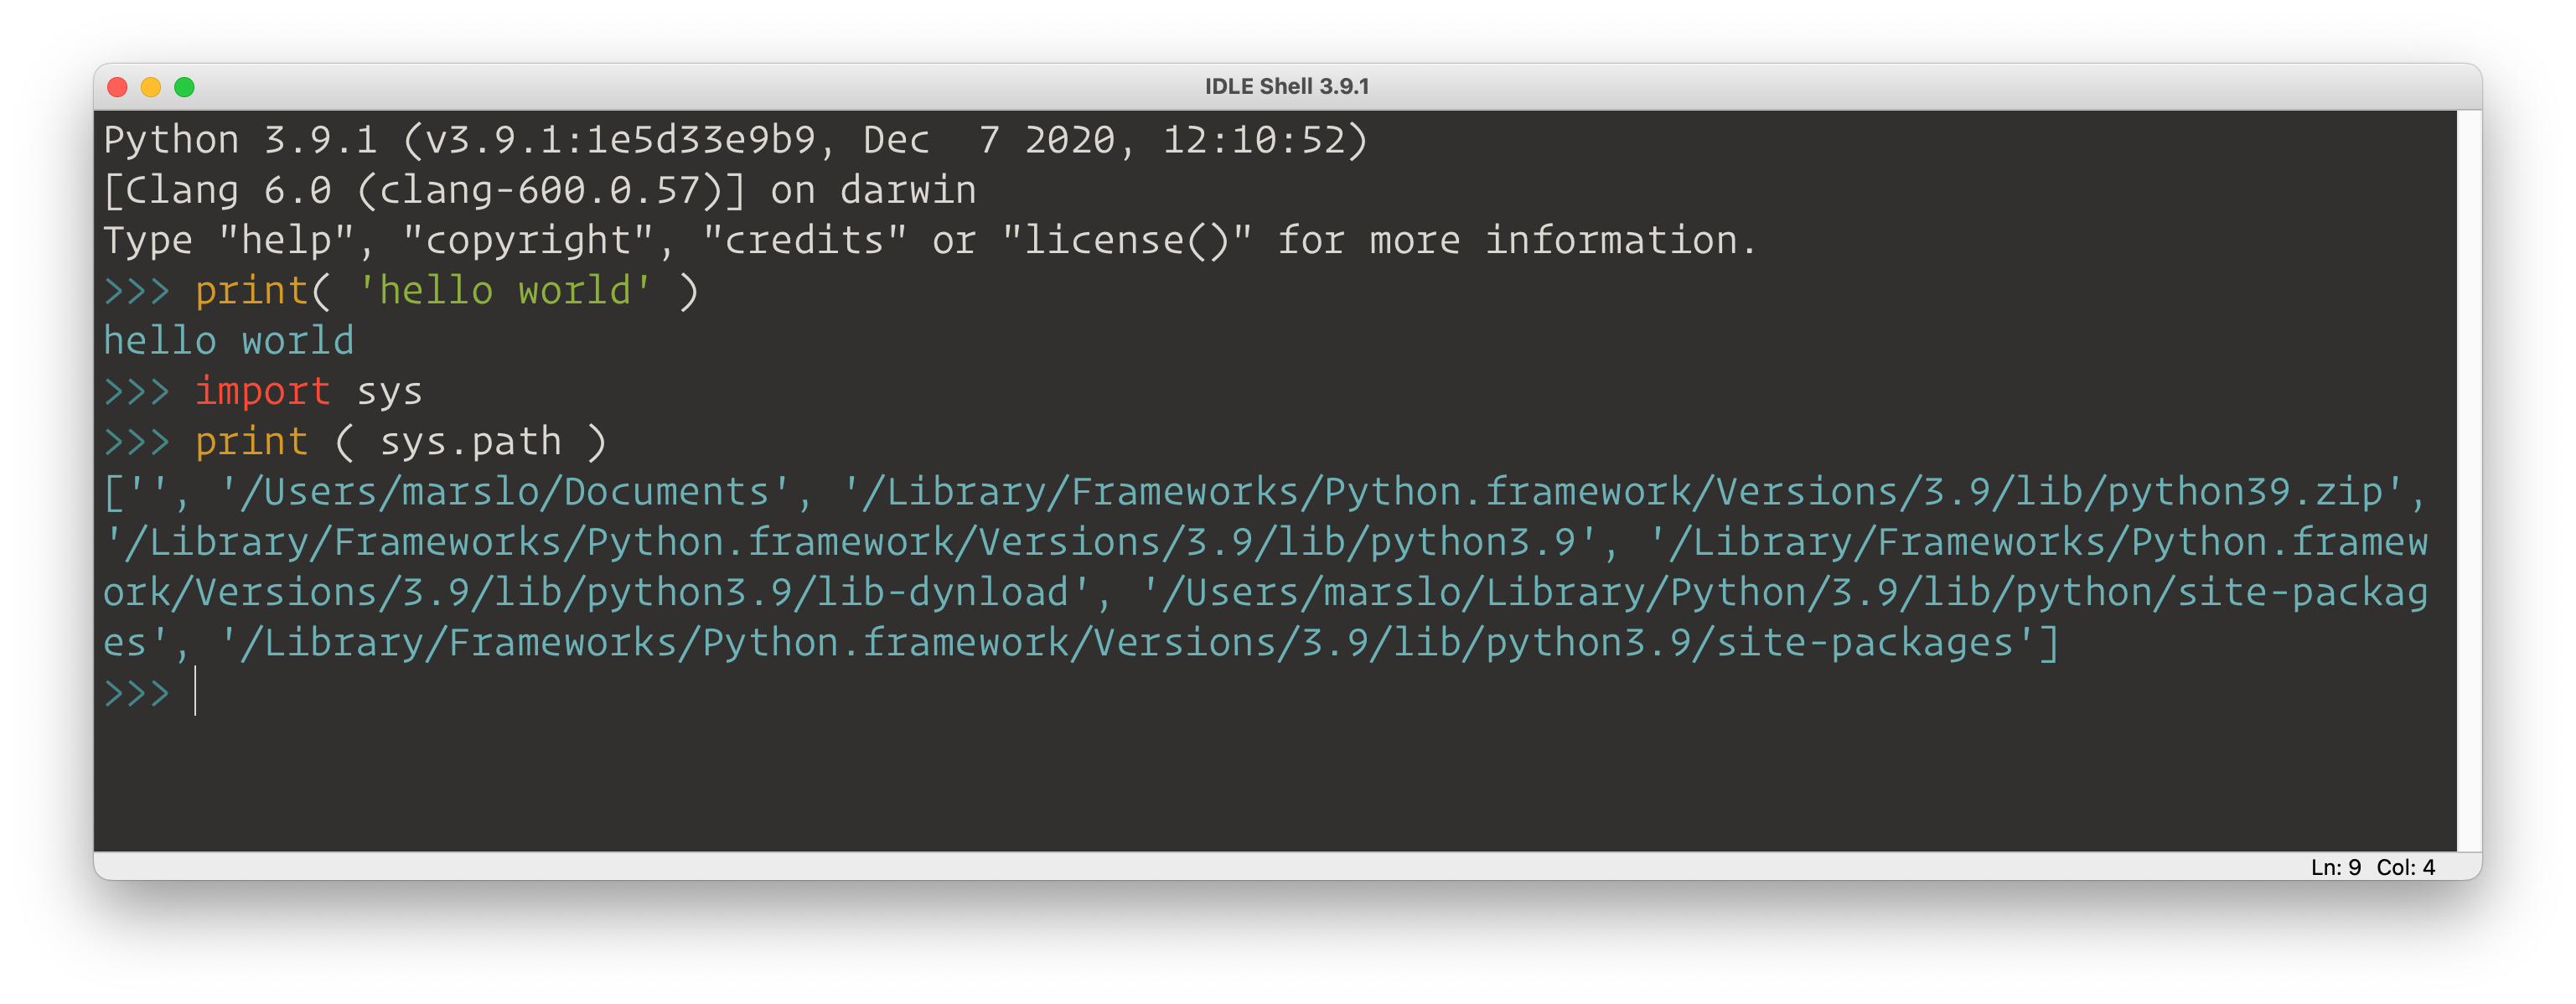 IDLE Shell 3.9.1
Python 3.9.1 (v3.9.1:1e5d33e9b9, Dec  7 2020, 12:10:52)
[Clang 6.0 (clang-600.0.57)] on darwin
Type "help", "copyright", "credits" or "license()" for more information.
>>> print( 'hello world' )
hello world
>>> import sys
>>> print ( sys.path )
['', '/Users/marslo/Documents', '/Library/Frameworks/Python.framework/Versions/3.9/lib/python39.zip',
'/Library/Frameworks/Python.framework/Versions/3.9/lib/python3.9', '/Library/Frameworks/Python.framew
ork/Versions/3.9/lib/python3.9/lib-dynload', '/Users/marslo/Library/Python/3.9/lib/python/site-packag
es', '/Library/Frameworks/Python.framework/Versions/3.9/lib/python3.9/site-packages']
>>>
Ln: 9  Col: 4